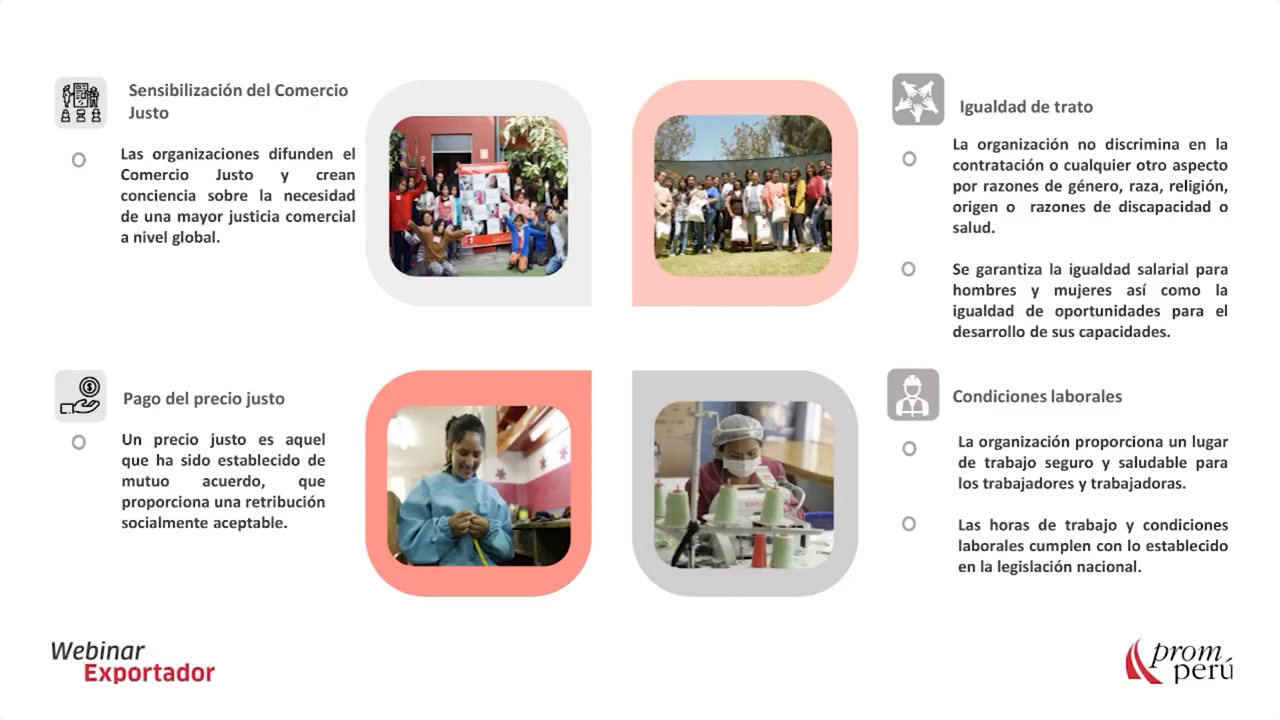 Sensibilización del Comercio
Justo
Las organizaciones difunden el
Comercio Justo y crean
conciencia sobre la necesidad
de una mayor justicia comercial
a nivel global.
Igualdad de trato
La organización no discrimina en la
contratación o cualquier otro aspecto
por razones de género, raza, religión,
origen o razones de discapacidad o
salud.
Se garantiza la igualdad salarial para
hombres y mujeres así como la
igualdad de oportunidades para el
desarrollo de sus capacidades.
Pago del precio justo
Un precio justo es aquel
que ha sido establecido de
mutuo acuerdo, que
proporciona una retribución
socialmente aceptable.
Condiciones laborales
La organización proporciona un lugar
de trabajo seguro y saludable para
los trabajadores y trabajadoras.
Las horas de trabajo y condiciones
laborales cumplen con lo establecido
en la legislación nacional.
Webinar
Exportador
prom
perú